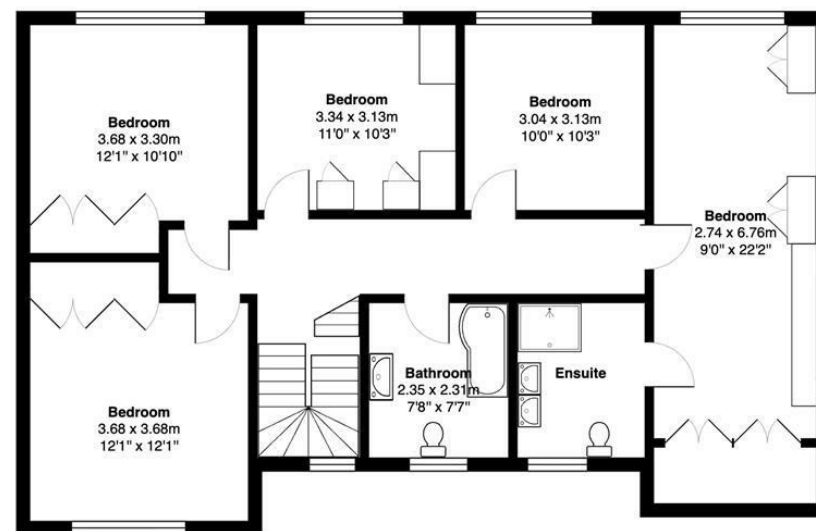 Bedroom
3.68 x 3.30m
12'1" x 10'10"
Bedroom
3.34 x 3.13m
11'0" x 10'3"
Bedroom
3.04 x 3.13m
10'0" x 10'3"
Bedroom
2.74 x 6.76m
9'0" x 22'2"
Bedroom
3.68 x 3.68m
12'1" x 12'1"
Bathroom
2.35 x 2.31m
7'8" x 7'7"
Ensuite